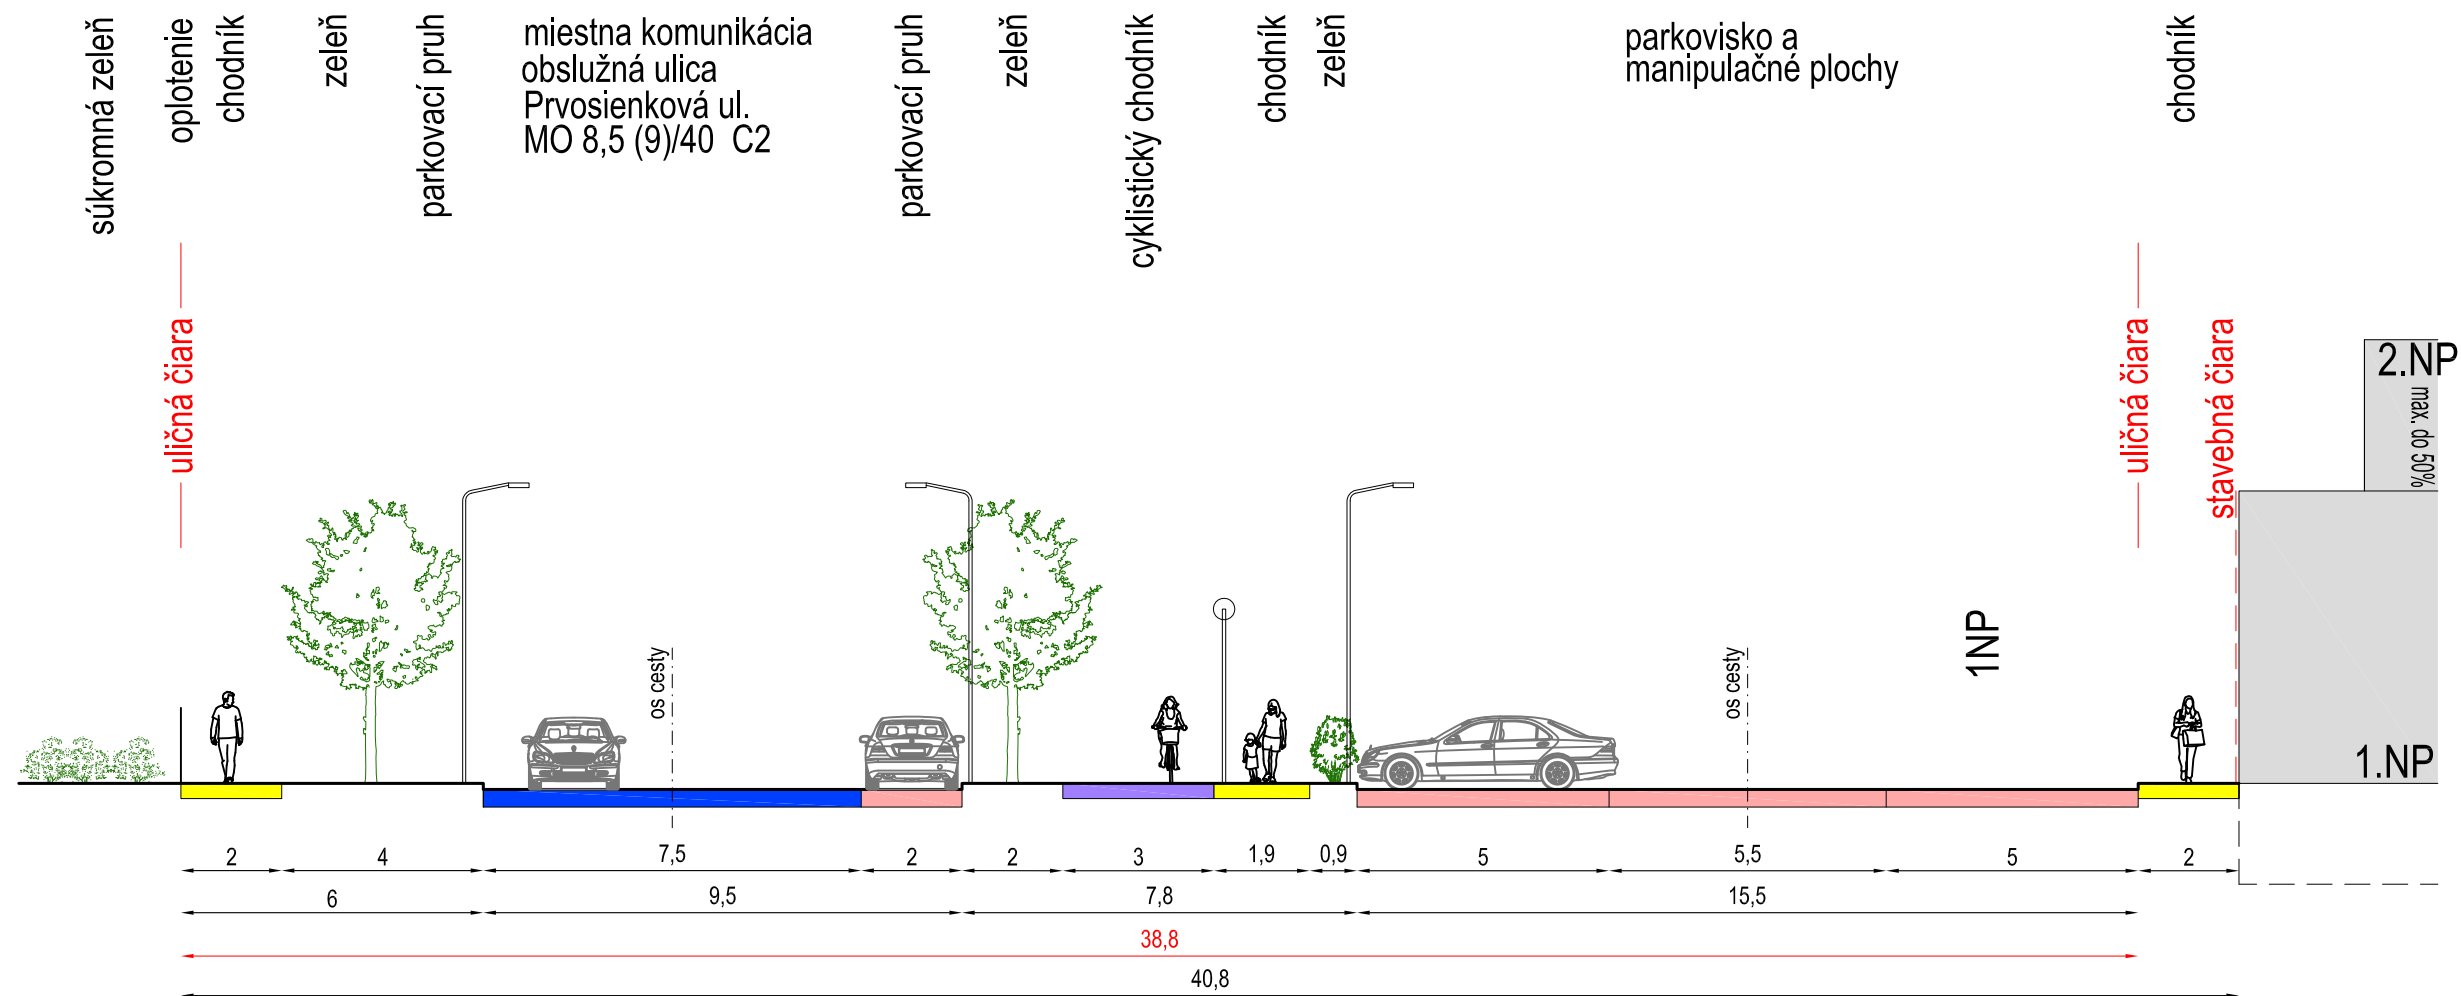 súkromná zeleň
oplotenie
chodník
zeleň
parkovací pruh
miestna komunikácia
obslužná ulica
Prvosienková ul.
MO 8,5 (9)/40 C2
parkovací pruh
zeleň
cyklistický chodník
chodník
zeleň
parkovisko a
manipulačné plochy
chodník
uličná čiara
uličná čiara
stavebná čiara
2.NP
max. do 50%
1NP
os cesty
os cesty
1.NP
2
4
7,5
2
2
3
1,9
0,9
5
5,5
5
2
6
9,5
7,8
15,5
38,8
40,8